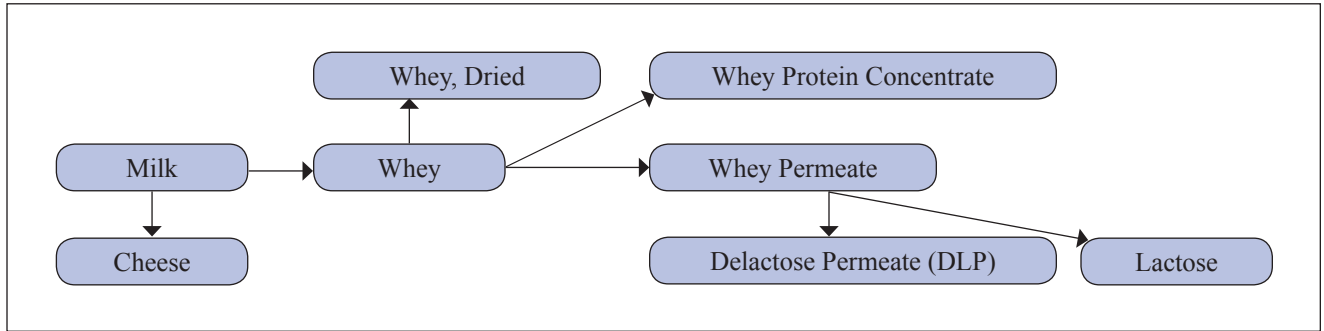 Whey, Dried
Whey Protein Concentrate
Milk
Whey
Whey Permeate
Cheese
Delactose Permeate (DLP)
Lactose